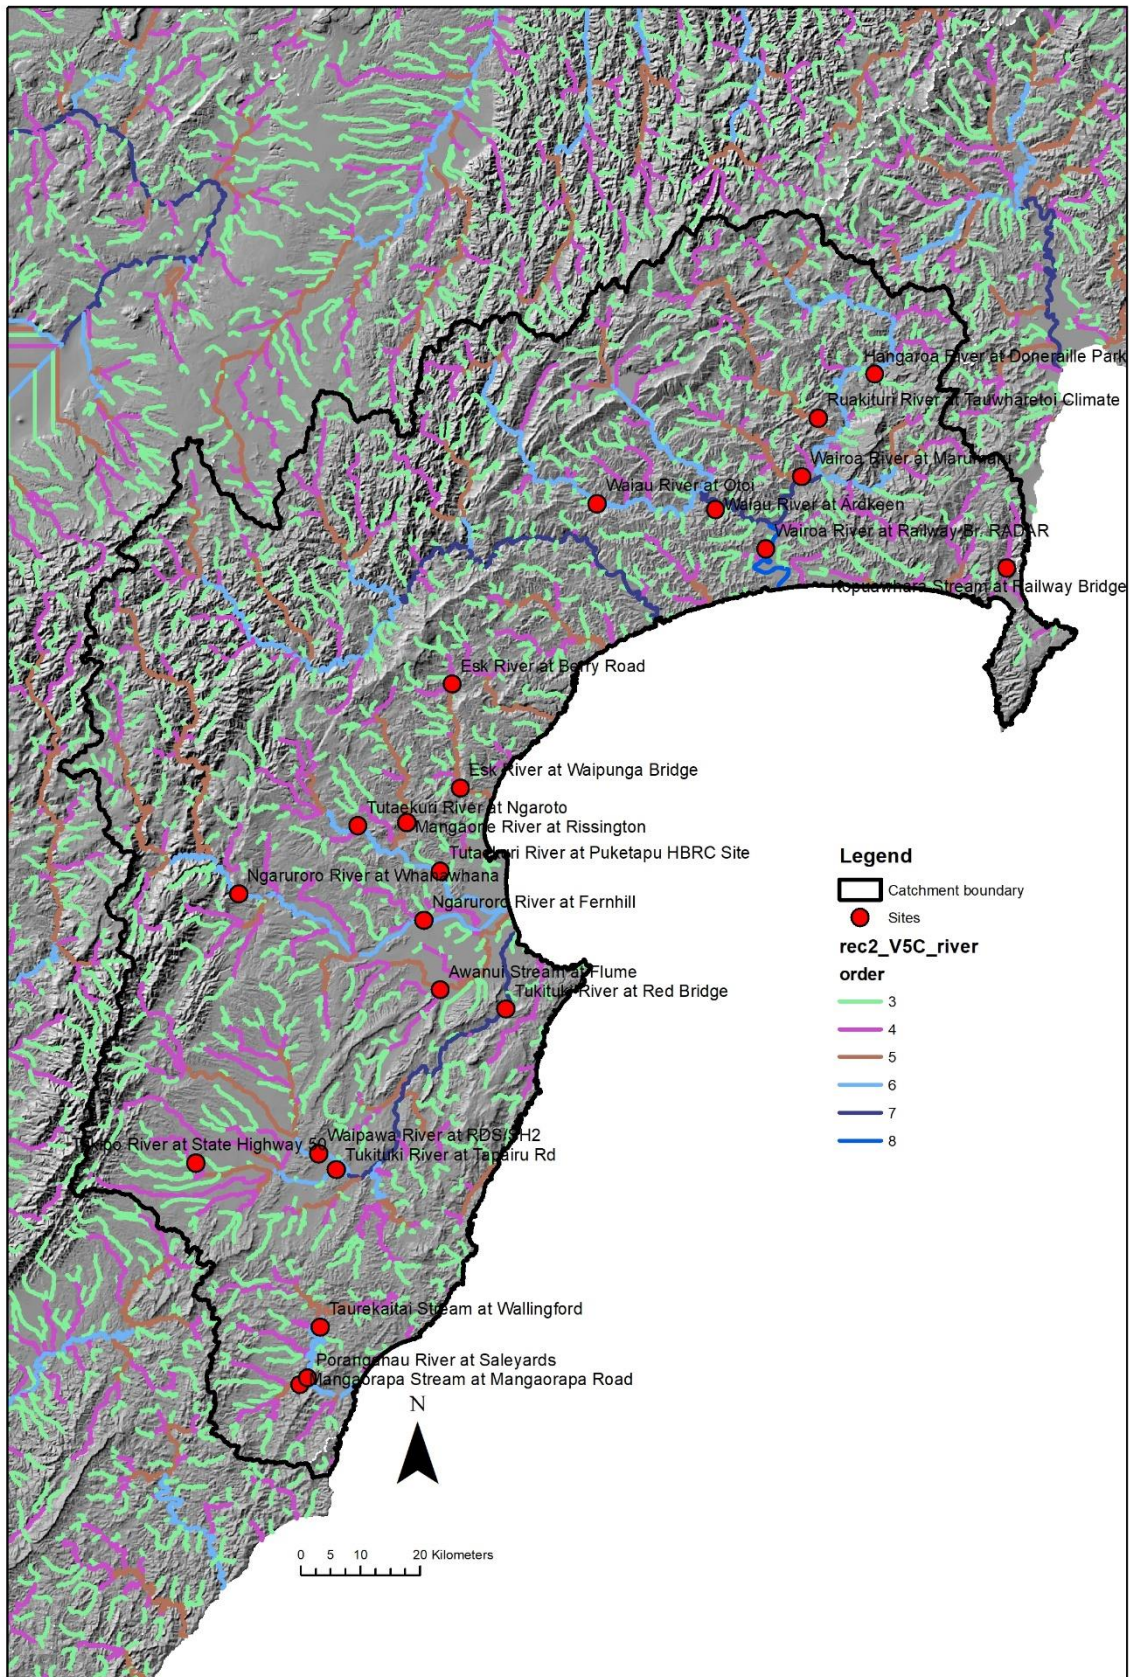 Hangaroa River at Doneraille Park
Ruakituri River at Tauwharetoi Climate
Wairoa River at Marumaru
Waiau River at Otoi
Waiau River at Ardkeen
Wairoa River at Railway Br. RADAR
Kopuawhara Stream at Railway Bridge
Esk River at Berry Road
Esk River at Waipunga Bridge
Tutaekuri River at Ngaroto
Mangaone River at Rissington
Tutaekuri River at Puketapu HBRC Site
Ngaruroro River at Whanawhana
Ngaruroro River at Fernhill
Awanui Stream at Flume
Tukituki River at Red Bridge
Waipawa River at RDS/SH2
Tukipo River at State Highway 50
Tukituki River at Tapairu Rd
Taurekaitai Stream at Wallingford
Poranganau River at Saleyards
Mangaorapa Stream at Mangaorapa Road
N
0 5 10 20 Kilometers
Legend
Catchment boundary
Sites
rec2_V5C_river
order
3
4
5
6
7
8